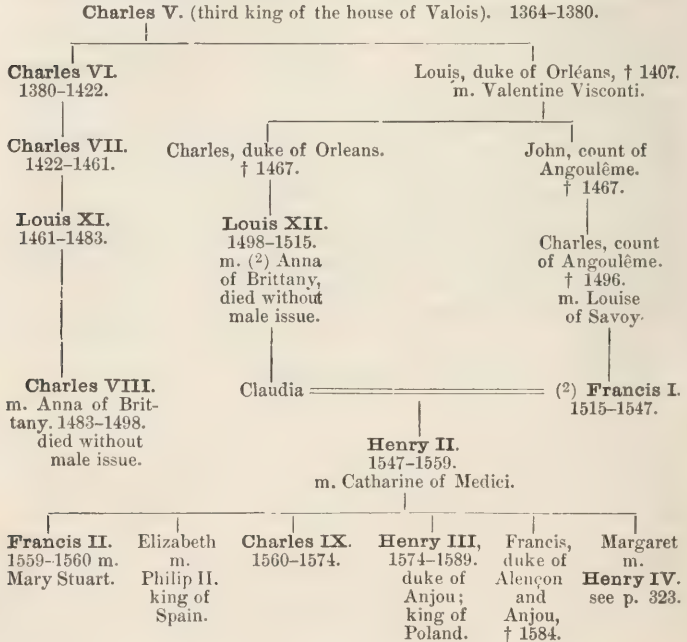 Charles V. (third king of the house of Valois). 1364–1380.
Charles VI.
1380–1422.
Louis, duke of Orléans, † 1407.
m. Valentine Visconti.
Charles VII.
1422–1461.
Charles, duke of Orleans.
† 1467.
John, count of
Angoulême.
† 1467.
Louis XI.
1461–1483.
Louis XII.
1498–1515.
m. (2) Anna
of Brittany,
died without
male issue.
Charles, count
of Angoulême.
† 1496.
m. Louise
of Savoy.
Charles VIII.
m. Anna of Brit-
tany. 1483–1498.
died without
male issue.
Claudia
(2) Francis I.
1515–1547.
Henry II.
1547–1559.
m. Catharine of Medici.
Francis II.
1559–1560 m.
Mary Stuart.
Elizabeth
m.
Philip II.
king of
Spain.
Charles IX.
1560–1574.
Henry III,
1574–1589.
duke of
Anjou;
king of
Poland.
Francis,
duke of
Alençon
and
Anjou,
† 1584.
Margaret
m.
Henry IV.
see p. 323.